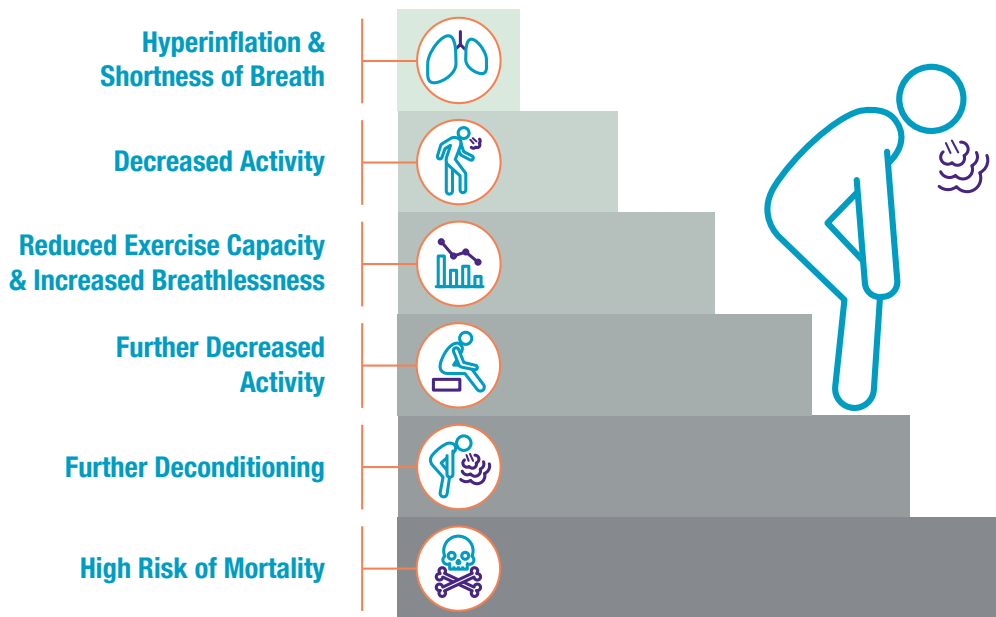 Hyperinflation &
Shortness of Breath
Decreased Activity
Reduced Exercise Capacity
& Increased Breathlessness
Further Decreased
Activity
Further Deconditioning
High Risk of Mortality